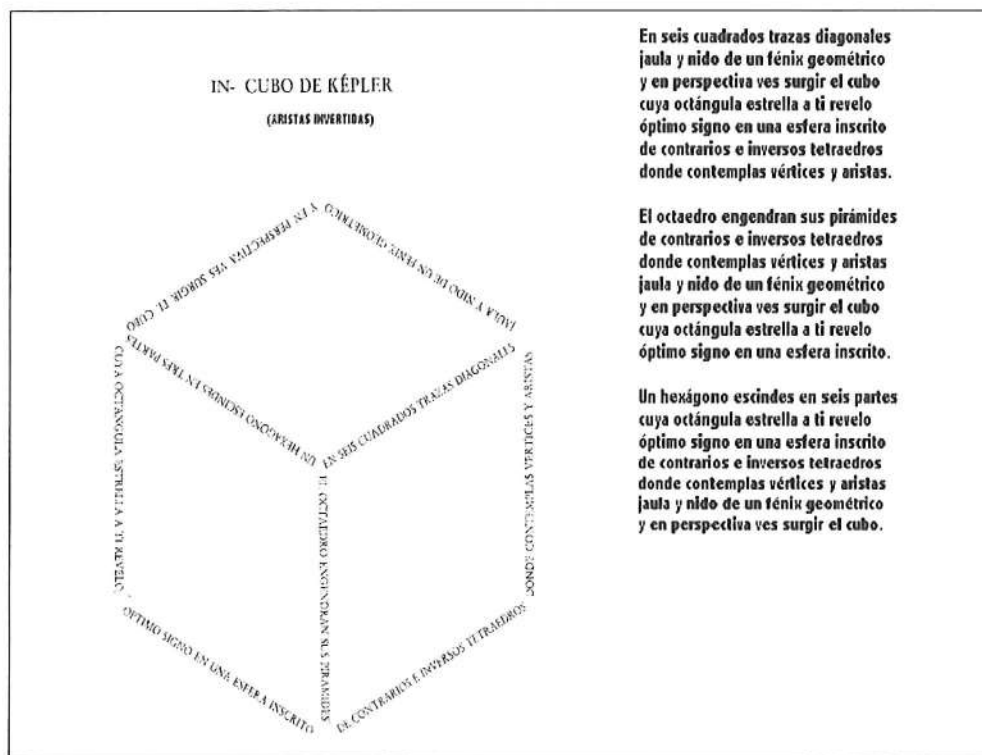 IN- CUBO DE KÉPLER
(ARISTAS INVERTIDAS)
Y EN PERSPECTIVA VES SURGIR EL CUBO
JAULA Y NIDO DE UN FENIX GEOMETRICO
UN HEXAGONO ESCINDES EN TRES PARTES
EN SEIS CUADRADOS TRAZAS DIAGONALES
CUYA OCTANGULA ESTRELLA A TI REVELO
EL OCTAEDRO ENGENDRAN SUS PIRAMIDES
DONDE CONTEMPLAS VERTICES Y ARISTAS
OPTIMO SIGNO EN UNA ESFERA INSCRITO
DE CONTRARIOS E INVERSOS TETRAEDROS
En seis cuadrados trazas diagonales
jaula y nido de un fénix geométrico
y en perspectiva ves surgir el cubo
cuya octángula estrella a ti revelo
óptimo signo en una esfera inscrito
de contrarios e inversos tetraedros
donde contemplas vértices y aristas.
El octaedro engendran sus pirámides
de contrarios e inversos tetraedros
donde contemplas vértices y aristas
jaula y nido de un fénix geométrico
y en perspectiva ves surgir el cubo
cuya octángula estrella a ti revelo
óptimo signo en una esfera inscrito.
Un hexágono escindes en seis partes
cuya octángula estrella a ti revelo
óptimo signo en una esfera inscrito
de contrarios e inversos tetraedros
donde contemplas vértices y aristas
jaula y nido de un fénix geométrico
y en perspectiva ves surgir el cubo.